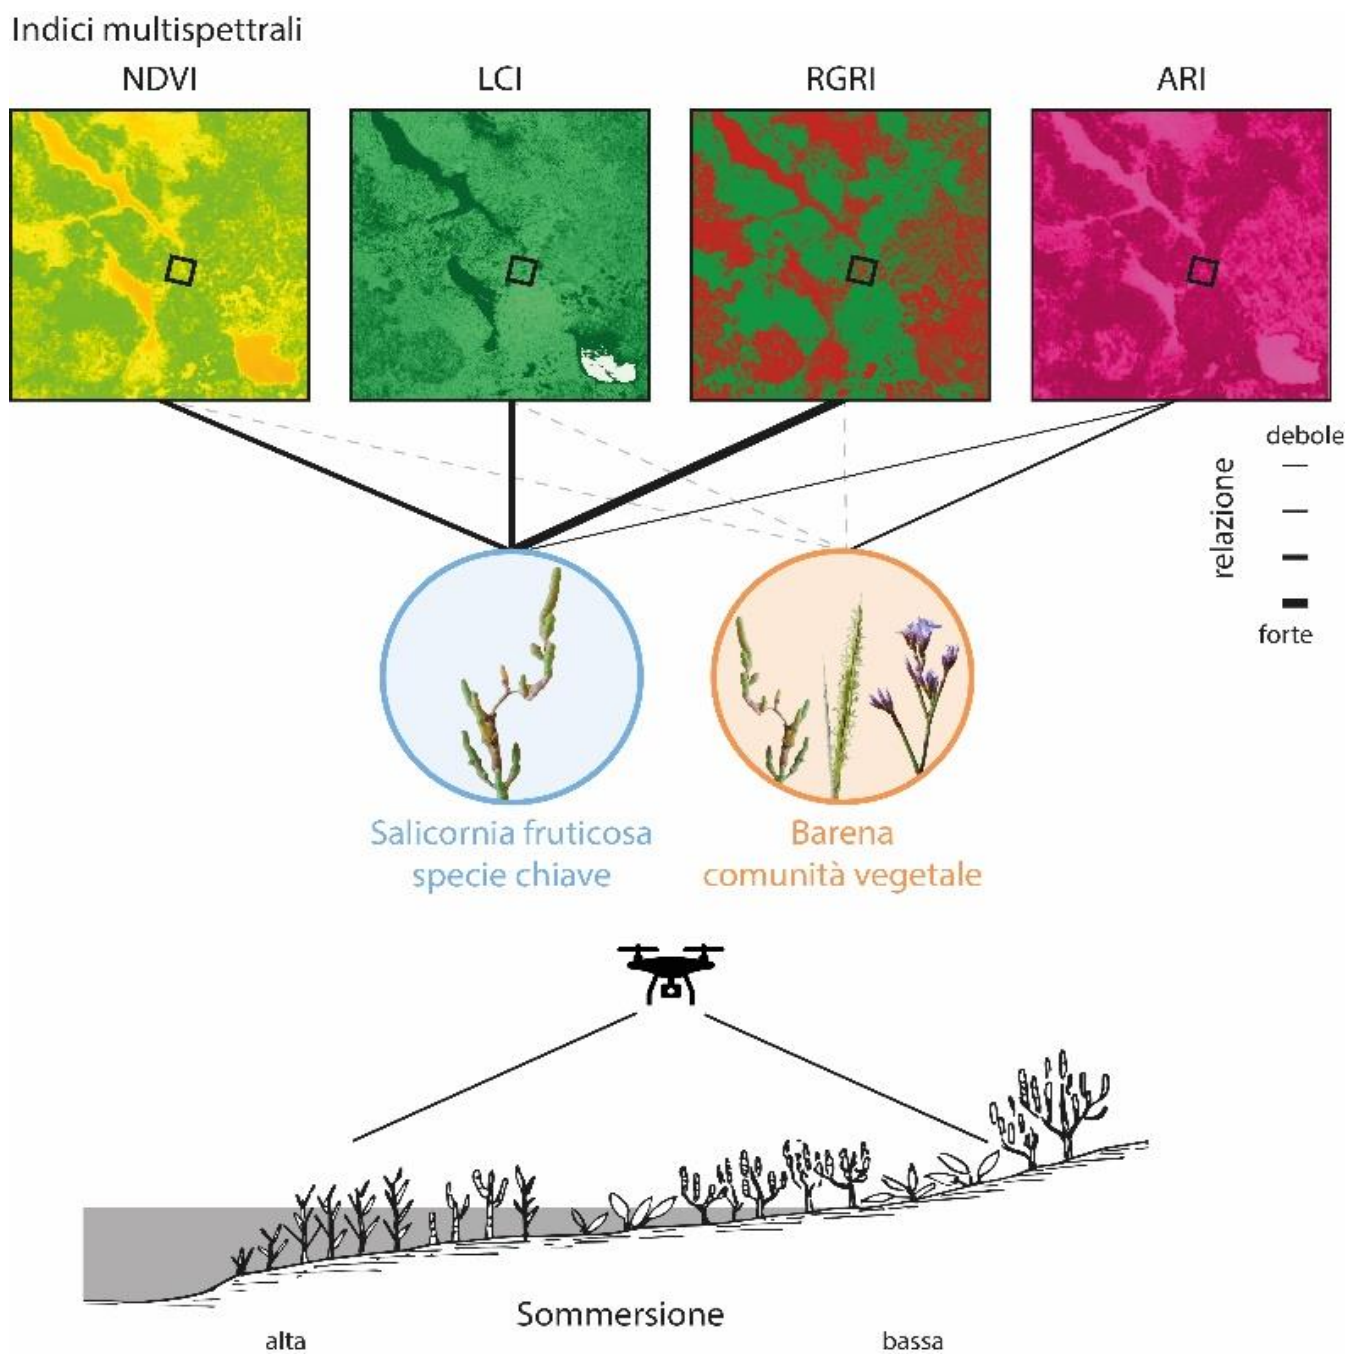 Indici multispettrali
NDVI
LCI
RGRI
ARI
debole
relazione
forte
Salicornia fruticosa
specie chiave
Barena
comunità vegetale
Sommersione
alta
bassa